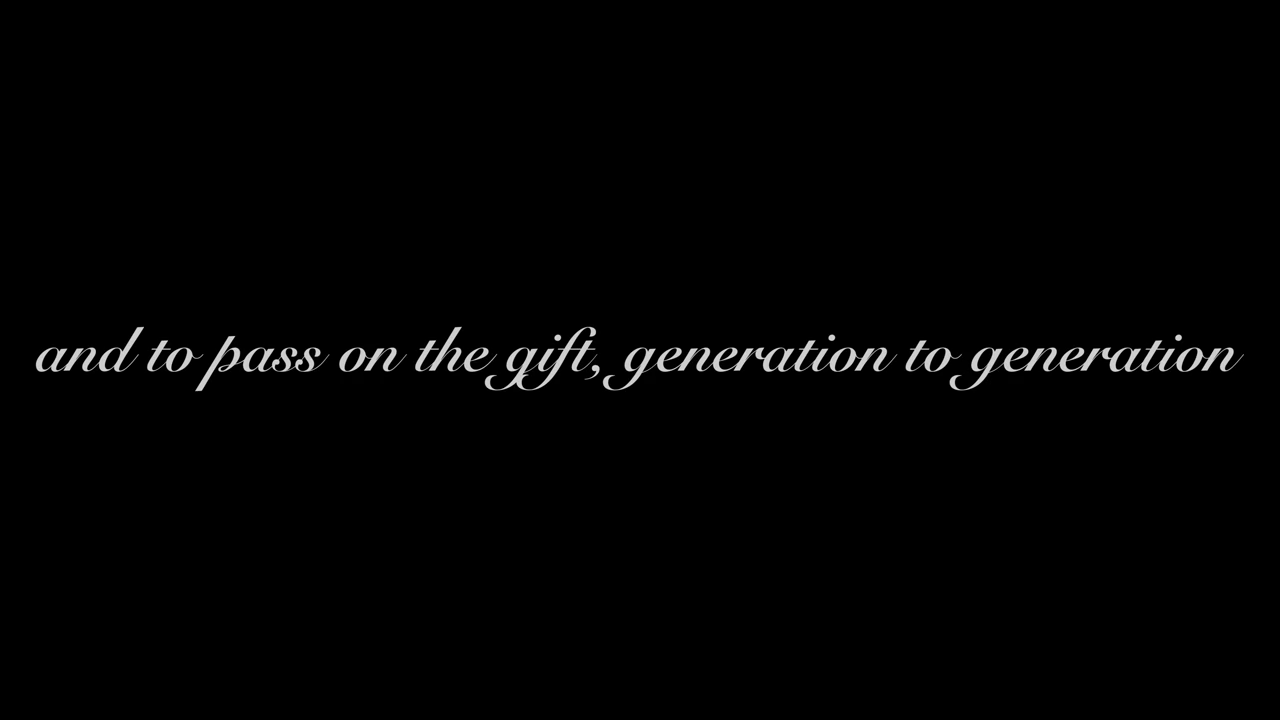 and to pass on the gift, generation to generation